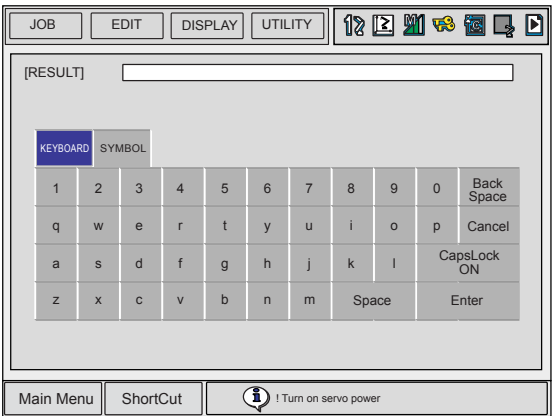 JOB EDIT DISPLAY UTILITY
[RESULT]
KEYBOARD SYMBOL
1 2 3 4 5 6 7 8 9 0 Back Space
q w e r t y u i o p Cancel
a s d f g h j k l CapsLock ON
z x c v b n m Space Enter
Main Menu ShortCut ! Turn on servo power